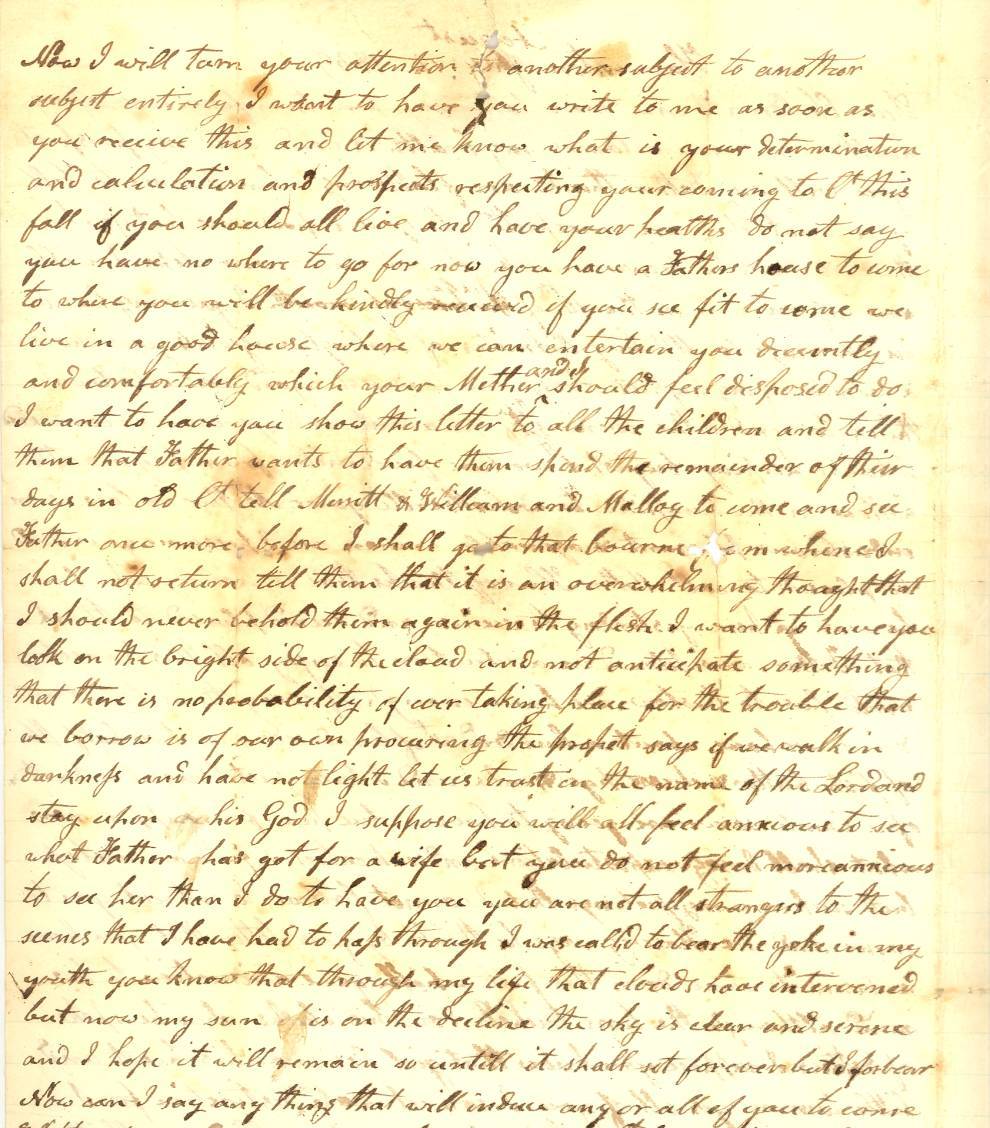 Now I will turn your attention to another subject to another
subject entirely I want to have you write to me as soon as
you receive this and let me know what is your determination
and calculation and prospects respecting your coming to Ct this
fall if you should all live and have your healths do not say
you have no where to go for now you have a Fathers house to come
to where you will be kindly received if you see fit to come we
live in a good house where we can entertain you decently
and comfortably which your Mother and I should feel disposed to do
I want to have you show this letter to all the children and tell
them that Father wants to have them spend the remainder of their
days in old Ct tell Merritt & William and Mallog to come and see
Father once more before I shall go to that bourne from whence I
shall not return tell them that it is an overwhelming thought that
I should never behold them again in the flesh I want to have you
look on the bright side of the cloud and not anticipate something
that there is no probability of ever taking place for the trouble that
we borrow is of our own procuring the prophet says if we walk in
darkness and have not light let us trust in the name of the Lord and
stay upon his God I suppose you will all feel anxious to see
what Father has got for a wife but you do not feel more anxious
to see her than I do to have you you are not all strangers to the
scenes that I have had to pass through I was calld to bear the yoke in my
youth you know that through my life that clouds have intervened
but now my sun is on the decline the sky is clear and serene
and I hope it will remain so untill it shall set forever but I forbear
Now can I say any thing that will induce any or all of you to come